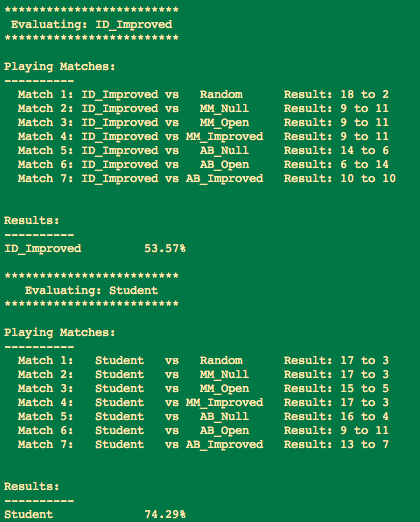 *************************
Evaluating: ID_Improved
*************************
Playing Matches:
----------
Match 1: ID_Improved vs Random Result: 18 to 2
Match 2: ID_Improved vs MM_Null Result: 9 to 11
Match 3: ID_Improved vs MM_Open Result: 9 to 11
Match 4: ID_Improved vs MM_Improved Result: 9 to 11
Match 5: ID_Improved vs AB_Null Result: 14 to 6
Match 6: ID_Improved vs AB_Open Result: 6 to 14
Match 7: ID_Improved vs AB_Improved Result: 10 to 10
Results:
----------
ID_Improved 53.57%
*************************
Evaluating: Student
*************************
Playing Matches:
----------
Match 1: Student vs Random Result: 17 to 3
Match 2: Student vs MM_Null Result: 17 to 3
Match 3: Student vs MM_Open Result: 15 to 5
Match 4: Student vs MM_Improved Result: 17 to 3
Match 5: Student vs AB_Null Result: 16 to 4
Match 6: Student vs AB_Open Result: 9 to 11
Match 7: Student vs AB_Improved Result: 13 to 7
Results:
----------
Student 74.29%